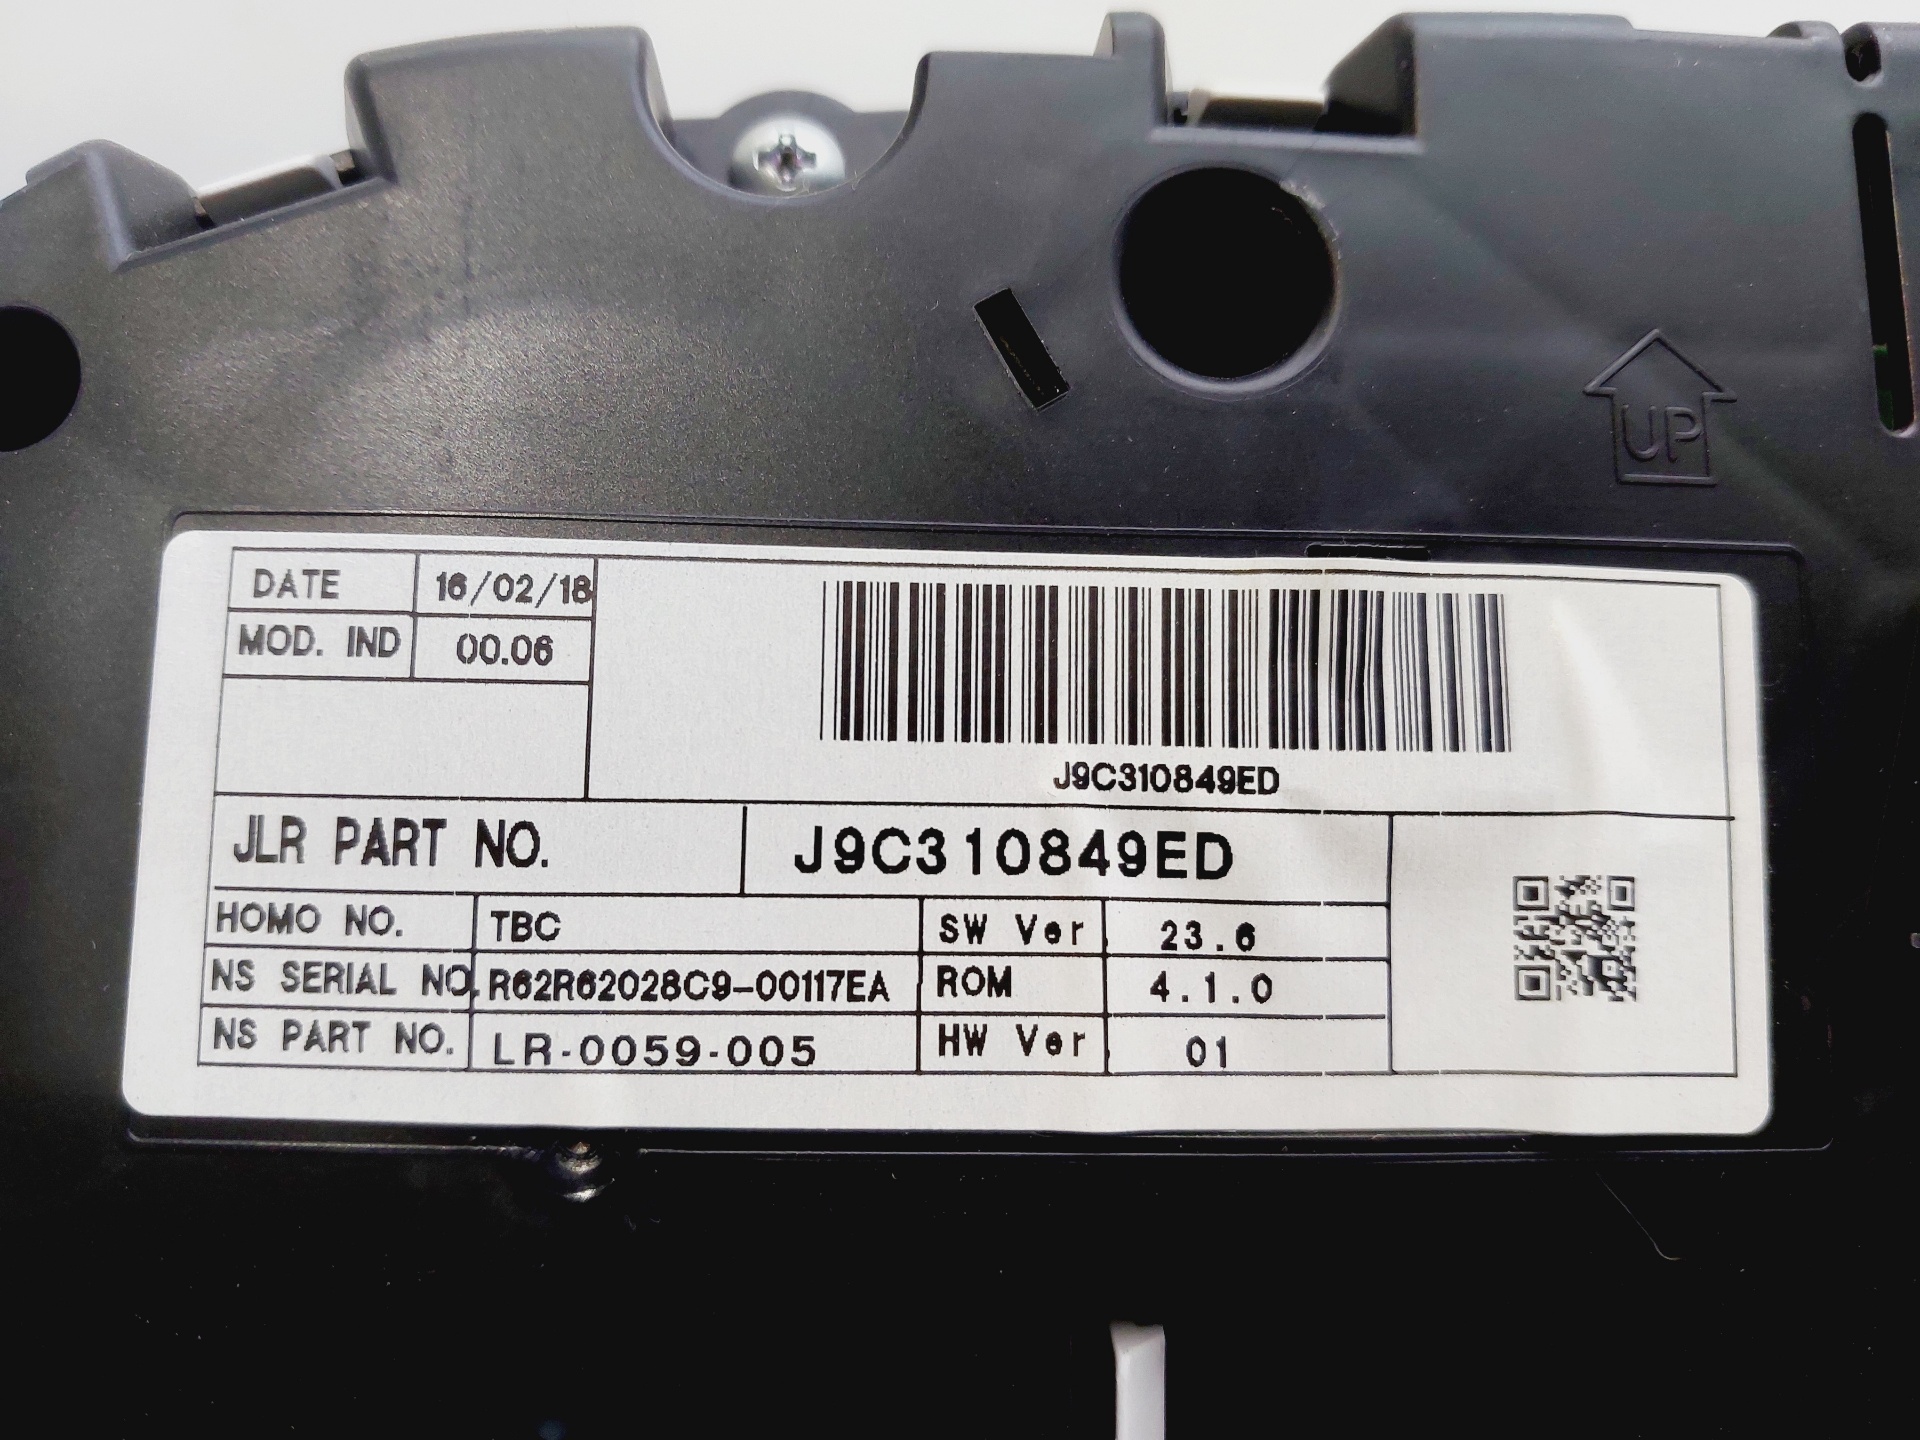 UP
DATE 16/02/18
MOD. IND 00.06
J9C310849ED
JLR PART NO. J9C310849ED
HOMO NO. TBC SW Ver 23.6
NS SERIAL NO. R62R62028C9-00117EA ROM 4.1.0
NS PART NO. LR-0059-005 HW Ver 01